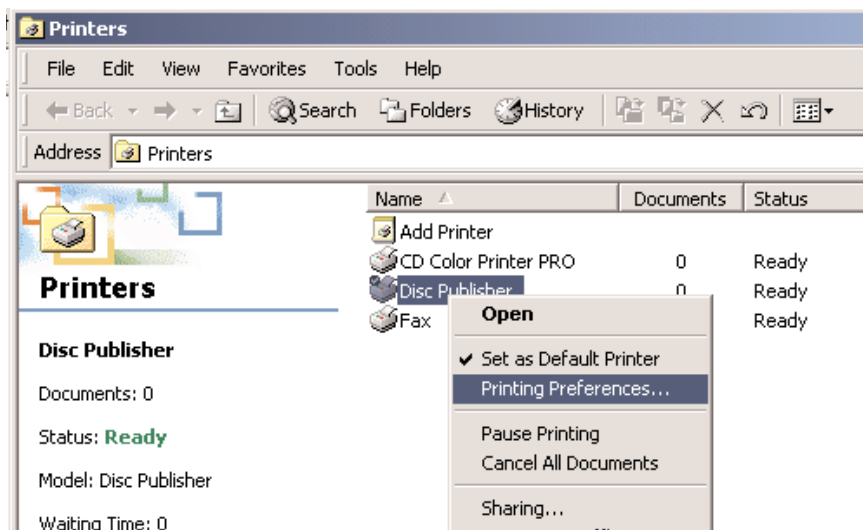 Printers
File Edit View Favorites Tools Help
Back Search Folders History
Address Printers
Name Documents Status
Add Printer
CD Color Printer PRO 0 Ready
Disc Publisher 0 Ready
Fax Ready
Printers
Disc Publisher
Documents: 0
Status: Ready
Model: Disc Publisher
Waiting Time: 0
Open
Set as Default Printer
Printing Preferences...
Pause Printing
Cancel All Documents
Sharing...